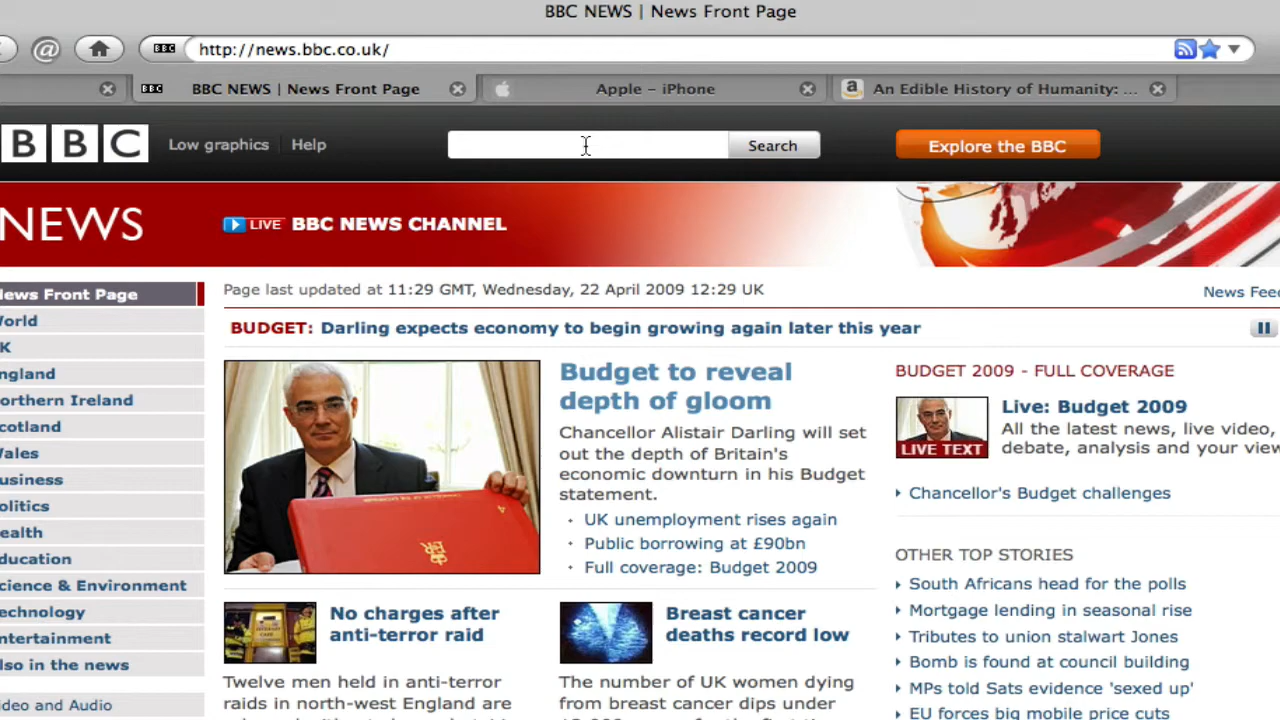 BBC NEWS | News Front Page
BBC http://news.bbc.co.uk/
BBC BBC NEWS | News Front Page
Apple – iPhone
An Edible History of Humanity: ...
BBC
Low graphics
Help
Search
Explore the BBC
NEWS
LIVE BBC NEWS CHANNEL
News Front Page
World
K
ngland
orthern Ireland
cotland
ales
usiness
olitics
ealth
ducation
cience & Environment
echnology
ntertainment
lso in the news
ideo and Audio
Page last updated at 11:29 GMT, Wednesday, 22 April 2009 12:29 UK
News Fee
BUDGET: Darling expects economy to begin growing again later this year
Budget to reveal
depth of gloom
Chancellor Alistair Darling will set
out the depth of Britain's
economic downturn in his Budget
statement.
UK unemployment rises again
Public borrowing at £90bn
Full coverage: Budget 2009
No charges after
anti-terror raid
Twelve men held in anti-terror
raids in north-west England are
Breast cancer
deaths record low
The number of UK women dying
from breast cancer dips under
BUDGET 2009 - FULL COVERAGE
LIVE TEXT
Live: Budget 2009
All the latest news, live video,
debate, analysis and your view
Chancellor's Budget challenges
OTHER TOP STORIES
South Africans head for the polls
Mortgage lending in seasonal rise
Tributes to union stalwart Jones
Bomb is found at council building
MPs told Sats evidence 'sexed up'
EU forces big mobile price cuts